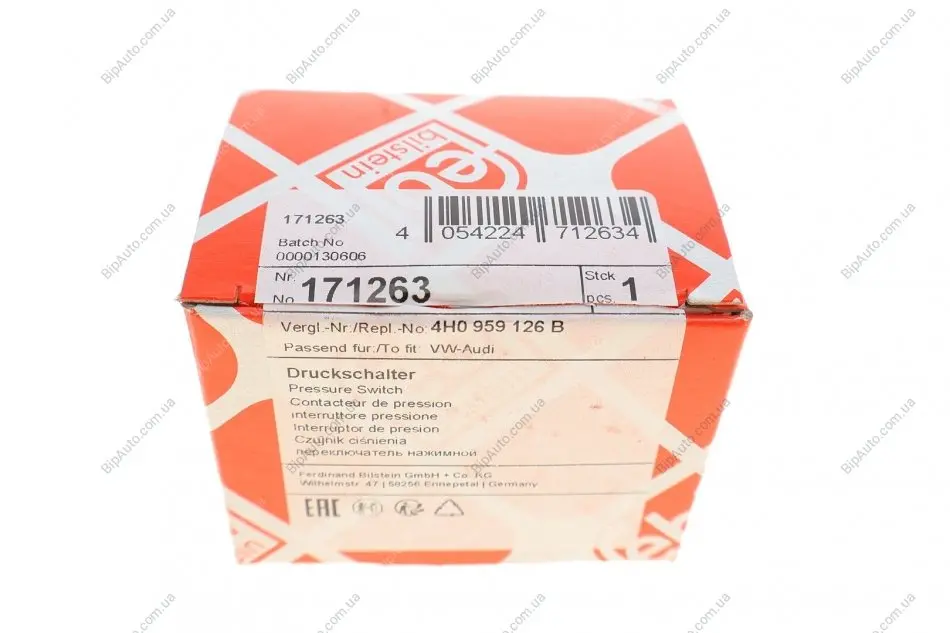 bilstein
171263
Batch No
0000130606
4 054224 712634
Nr.
No. 171263
Stck
pcs. 1
Vergl.-Nr./Repl.-No: 4H0 959 126 B
Passend für:/To fit: VW-Audi
Druckschalter
Pressure Switch
Contacteur de pression
interruttore pressione
Interruptor de presion
Czujnik ciśnienia
переключатель нажимной
Ferdinand Bilstein GmbH + Co. KG
Wilhelmstr. 47 | 58256 Ennepetal | Germany
EAC
BipAuto.com.ua